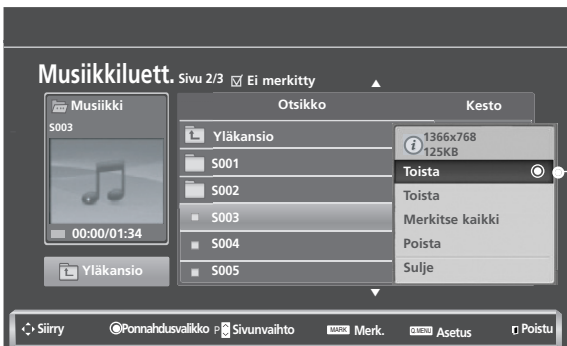 Musiikkiluett. Sivu 2/3 Ei merkitty
Musiikki
S003
00:00/01:34
Yläkansio
Otsikko Kesto
Yläkansio
S001
S002
S003
S004
S005
1366x768
125KB
Toista
Toista
Merkitse kaikki
Poista
Sulje
Siirry Ponnahdusvalikko P Sivunvaihto MARK Merk. Q.MENU Asetus Poistu